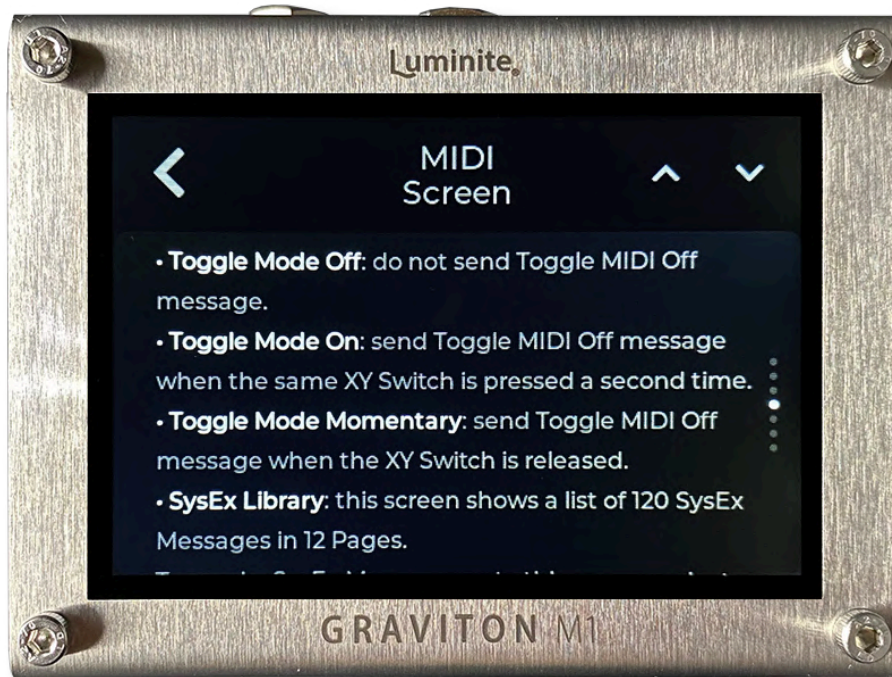 Luminite
MIDI
Screen
• Toggle Mode Off: do not send Toggle MIDI Off
message.
• Toggle Mode On: send Toggle MIDI Off message
when the same XY Switch is pressed a second time.
• Toggle Mode Momentary: send Toggle MIDI Off
message when the XY Switch is released.
• SysEx Library: this screen shows a list of 120 SysEx
Messages in 12 Pages.
GRAVITON M1